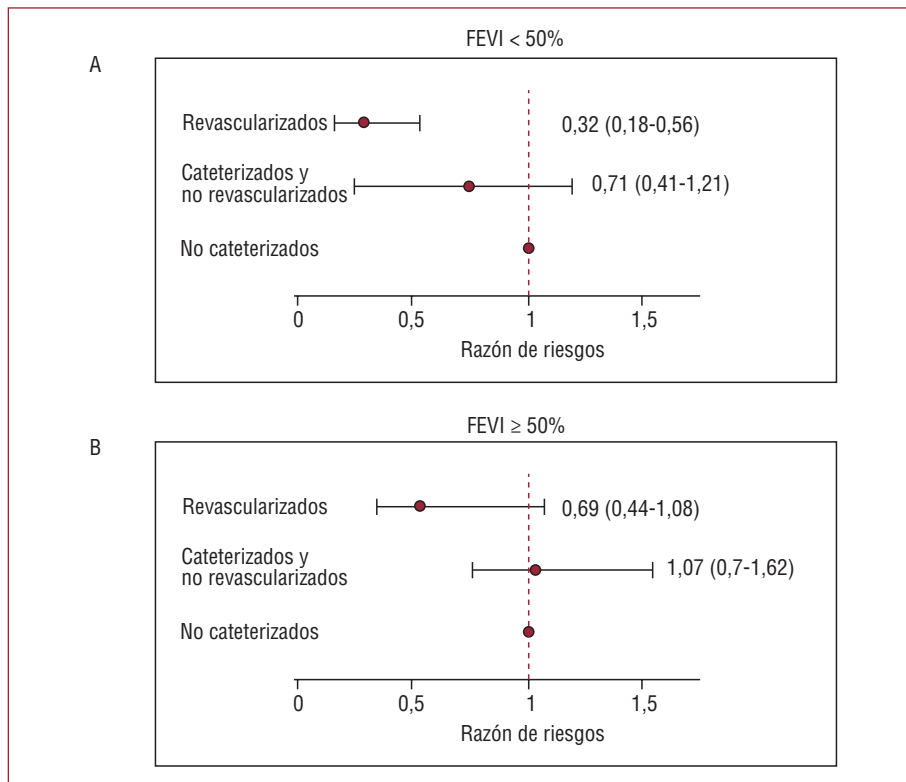 FEVI < 50%
A
Revascularizados
0,32 (0,18-0,56)
Cateterizados y
no revascularizados
0,71 (0,41-1,21)
No cateterizados
0 0,5 1 1,5
Razón de riesgos
FEVI ≥ 50%
B
Revascularizados
0,69 (0,44-1,08)
Cateterizados y
no revascularizados
1,07 (0,7-1,62)
No cateterizados
0 0,5 1 1,5
Razón de riesgos